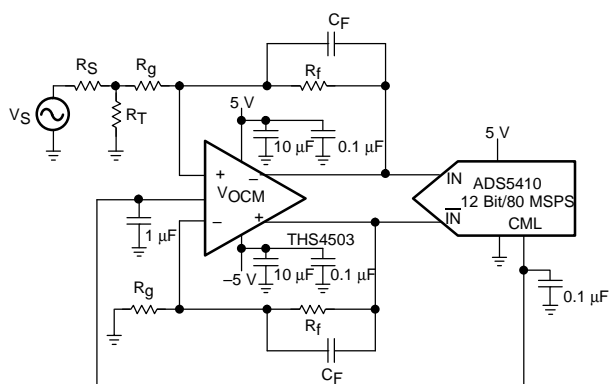 CF
RS
Rg
Rf
VS
RT
5 V
10 µF
0.1 µF
5 V
+
−
VOCM
−
+
IN
ADS5410
12 Bit/80 MSPS
IN
CML
1 µF
THS4503
−5 V
10 µF
0.1 µF
0.1 µF
Rg
Rf
CF